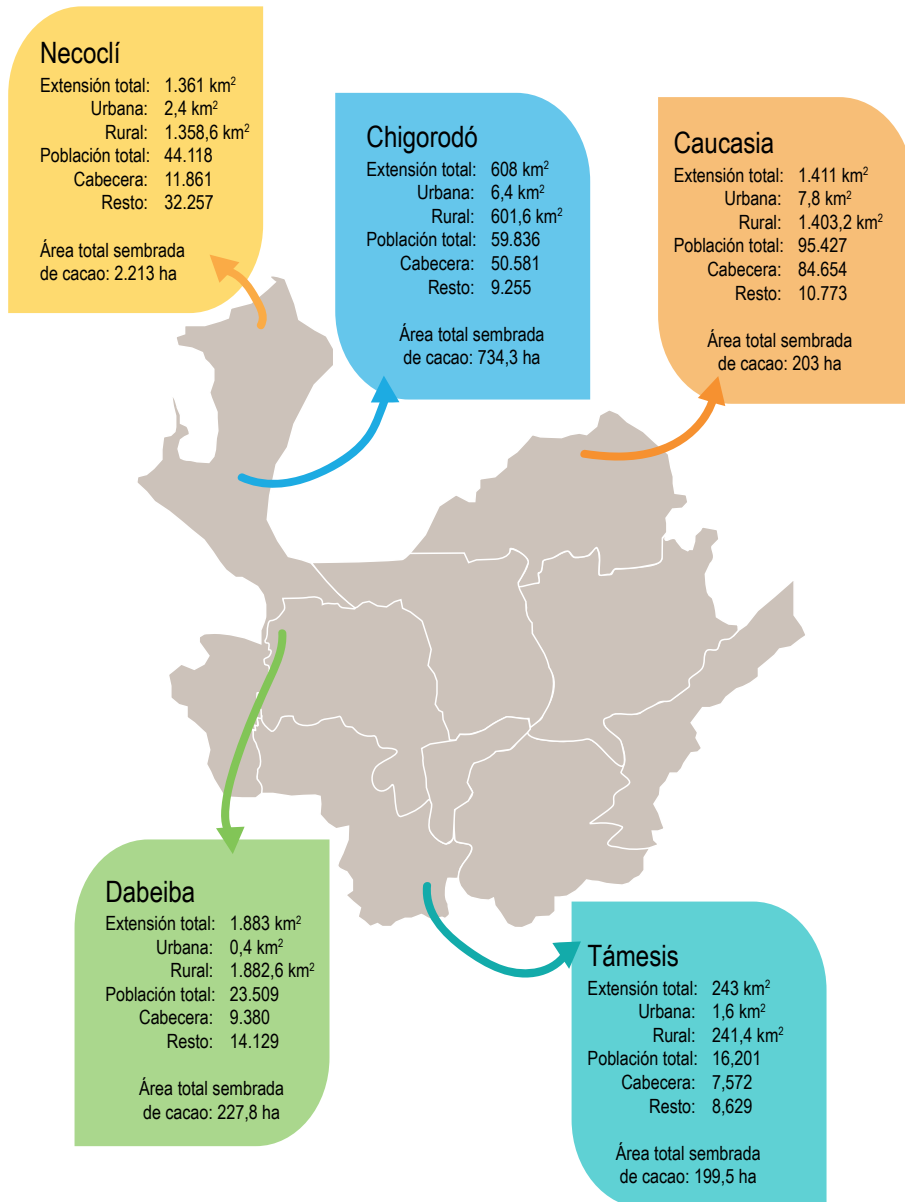 Necoclí
Extensión total: 1.361 km²
Urbana: 2,4 km²
Rural: 1.358,6 km²
Población total: 44.118
Cabecera: 11.861
Resto: 32.257
Área total sembrada
de cacao: 2.213 ha
Chigorodó
Extensión total: 608 km²
Urbana: 6,4 km²
Rural: 601,6 km²
Población total: 59.836
Cabecera: 50.581
Resto: 9.255
Área total sembrada
de cacao: 734,3 ha
Caucasia
Extensión total: 1.411 km²
Urbana: 7,8 km²
Rural: 1.403,2 km²
Población total: 95.427
Cabecera: 84.654
Resto: 10.773
Área total sembrada
de cacao: 203 ha
Dabeiba
Extensión total: 1.883 km²
Urbana: 0,4 km²
Rural: 1.882,6 km²
Población total: 23.509
Cabecera: 9.380
Resto: 14.129
Área total sembrada
de cacao: 227,8 ha
Támesis
Extensión total: 243 km²
Urbana: 1,6 km²
Rural: 241,4 km²
Población total: 16,201
Cabecera: 7,572
Resto: 8,629
Área total sembrada
de cacao: 199,5 ha